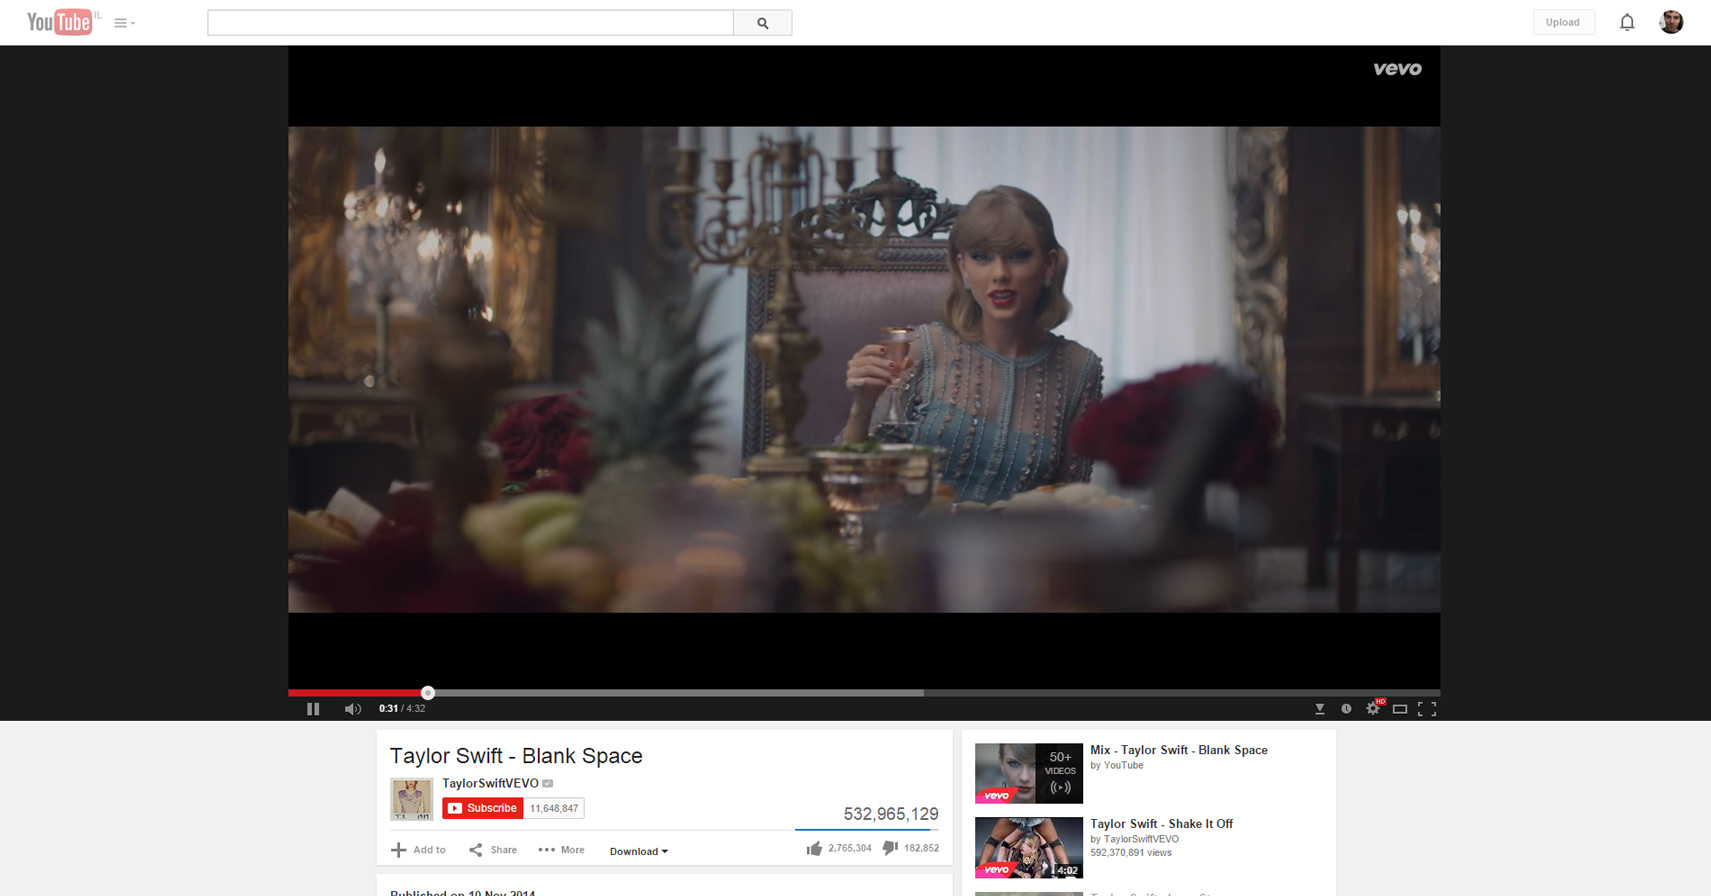 YouTube IL
Upload
vevo
0:31 / 4:32
HD
Taylor Swift - Blank Space
TaylorSwiftVEVO
Subscribe 11,648,847
532,965,129
Add to Share More Download
2,765,304 182,852
Published on 10 Nov 2014
50+
VIDEOS
vevo
Mix - Taylor Swift - Blank Space
by YouTube
vevo
4:02
Taylor Swift - Shake It Off
by TaylorSwiftVEVO
592,370,891 views